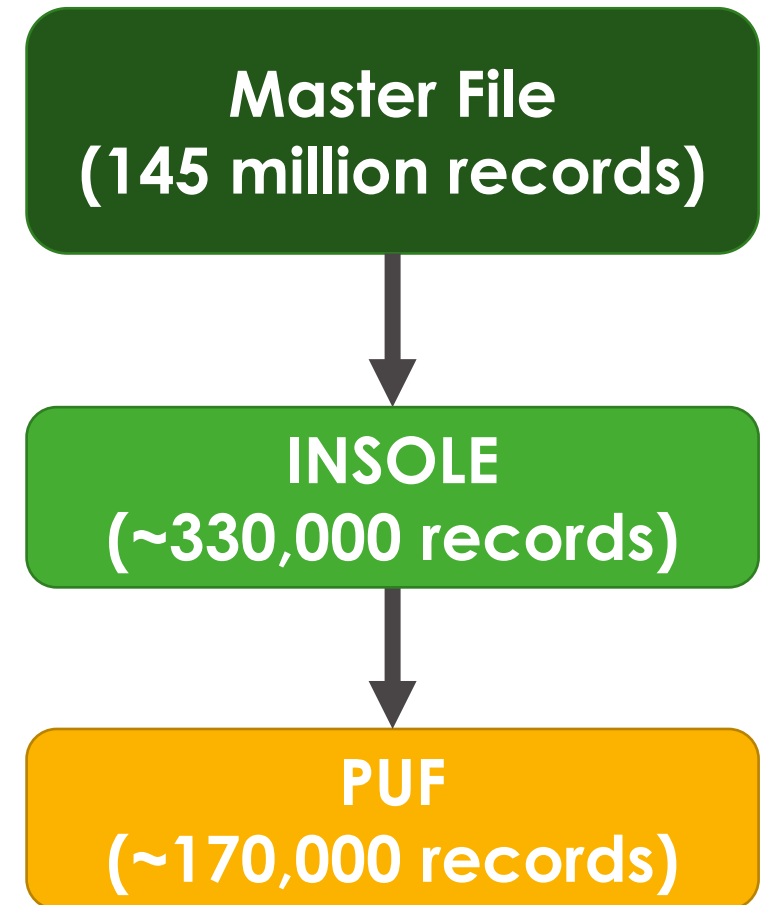 Master File
(145 million records)
INSOLE
(~330,000 records)
PUF
(~170,000 records)